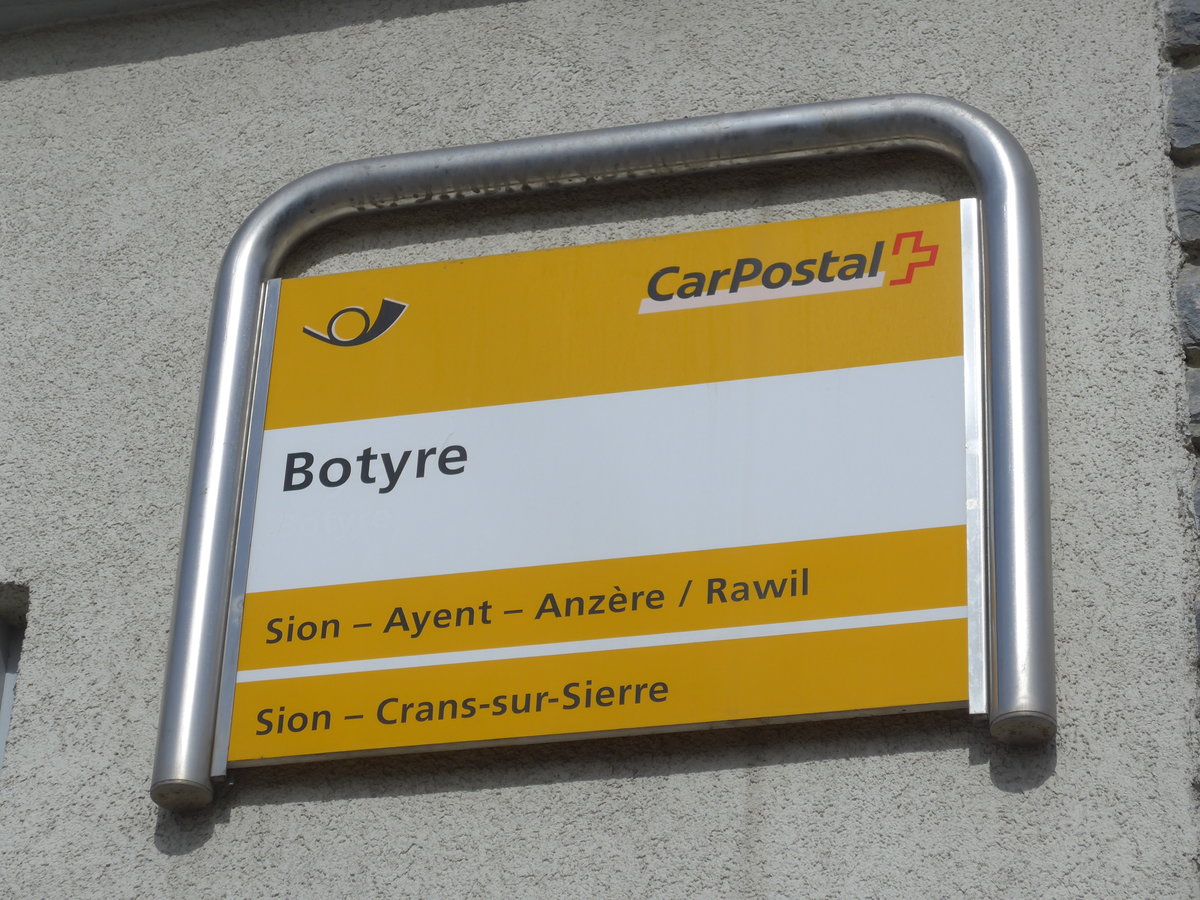 CarPostal
Botyre
Sion – Ayent – Anzère / Rawil
Sion – Crans-sur-Sierre